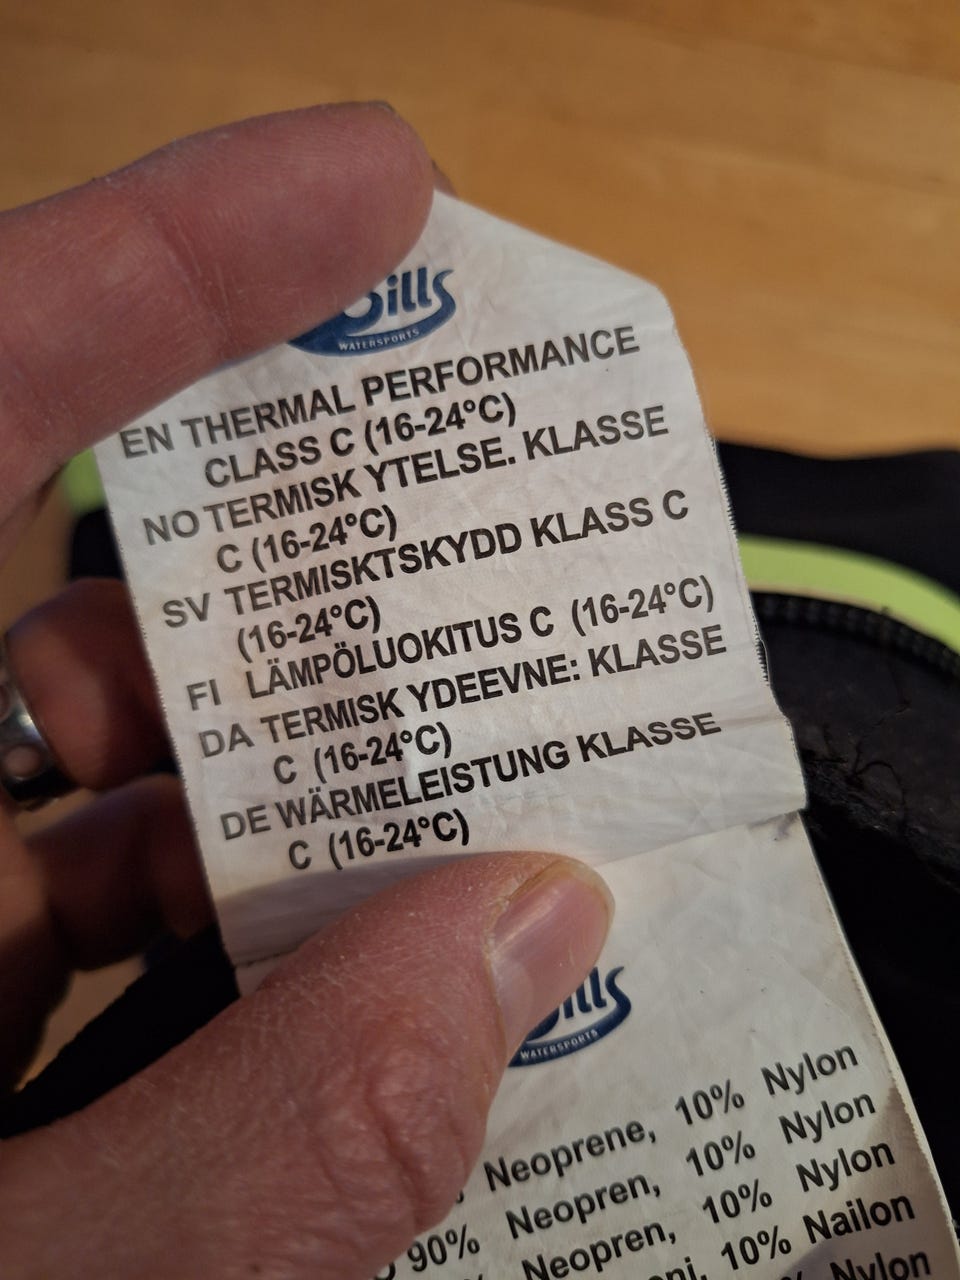 WATERSPORTS
EN THERMAL PERFORMANCE
CLASS C (16-24°C)
NO TERMISK YTELSE. KLASSE
C (16-24°C)
SV TERMISKTSKYDD KLASS C
(16-24°C)
FI LÄMPÖLUOKITUS C (16-24°C)
DA TERMISK YDEEVNE: KLASSE
C (16-24°C)
DE WÄRMELEISTUNG KLASSE
C (16-24°C)
WATERSPORTS
Neoprene, 10% Nylon
90% Neopren, 10% Nylon
Neopren, 10% Nylon
10% Nailon
Nylon